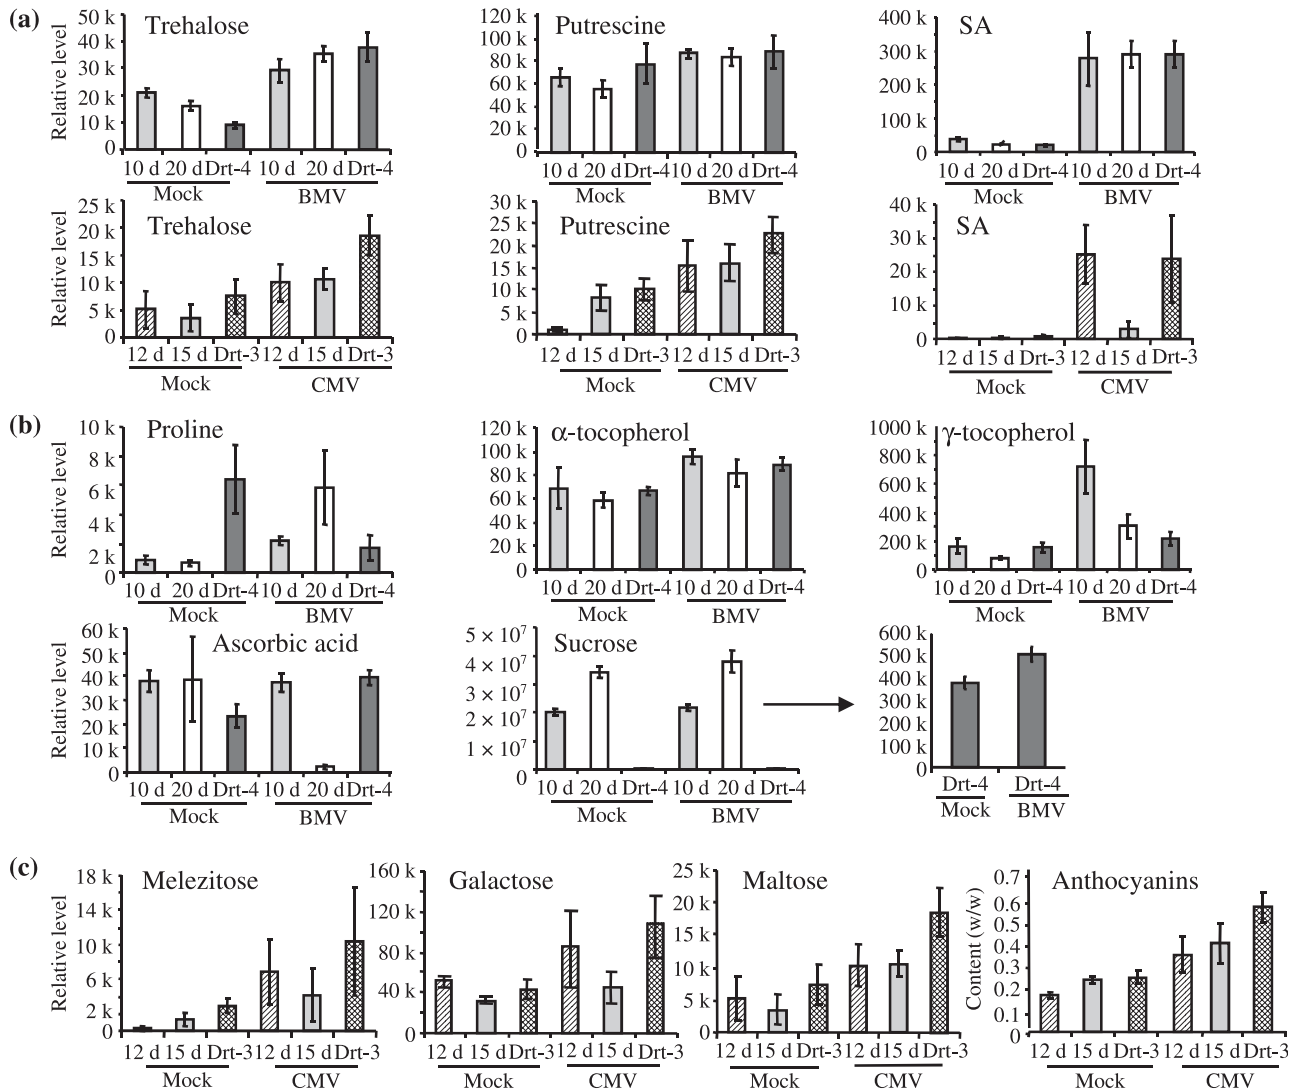 (a)
Trehalose
Relative level
50 k
40 k
30 k
20 k
10 k
0
10 d 20 d Drt-4 10 d 20 d Drt-4
Mock BMV
Putrescine
120 k
100 k
80 k
60 k
40 k
20 k
0
10 d 20 d Drt-4 10 d 20 d Drt-4
Mock BMV
SA
400 k
300 k
200 k
100 k
0
10 d 20 d Drt-4 10 d 20 d Drt-4
Mock BMV
Trehalose
Relative level
25 k
20 k
15 k
10 k
5 k
0
12 d 15 d Drt-3 12 d 15 d Drt-3
Mock CMV
Putrescine
30 k
25 k
20 k
15 k
10 k
5 k
0
12 d 15 d Drt-3 12 d 15 d Drt-3
Mock CMV
SA
40 k
30 k
20 k
10 k
0
12 d 15 d Drt-3 12 d 15 d Drt-3
Mock CMV
(b)
Proline
Relative level
10 k
8 k
6 k
4 k
2 k
0
10 d 20 d Drt-4 10 d 20 d Drt-4
Mock BMV
α-tocopherol
120 k
100 k
80 k
60 k
40 k
20 k
0
10 d 20 d Drt-4 10 d 20 d Drt-4
Mock BMV
γ-tocopherol
1000 k
800 k
600 k
400 k
200 k
0
10 d 20 d Drt-4 10 d 20 d Drt-4
Mock BMV
Ascorbic acid
Relative level
60 k
50 k
40 k
30 k
20 k
10 k
0
10 d 20 d Drt-4 10 d 20 d Drt-4
Mock BMV
Sucrose
5 × 10⁷
4 × 10⁷
3 × 10⁷
2 × 10⁷
1 × 10⁷
0
10 d 20 d Drt-4 10 d 20 d Drt-4
Mock BMV
600 k
500 k
400 k
300 k
200 k
100 k
0
Drt-4 Drt-4
Mock BMV
(c)
Melezitose
Relative level
18 k
14 k
10 k
6 k
2 k
0
12 d 15 d Drt-3 12 d 15 d Drt-3
Mock CMV
Galactose
160 k
120 k
80 k
40 k
0
12 d 15 d Drt-3 12 d 15 d Drt-3
Mock CMV
Maltose
25 k
20 k
15 k
10 k
5 k
0
12 d 15 d Drt-3 12 d 15 d Drt-3
Mock CMV
Anthocyanins
Content (w/w)
0.7
0.6
0.4
0.3
0.2
0.1
0
12 d 15 d Drt-3 12 d 15 d Drt-3
Mock CMV